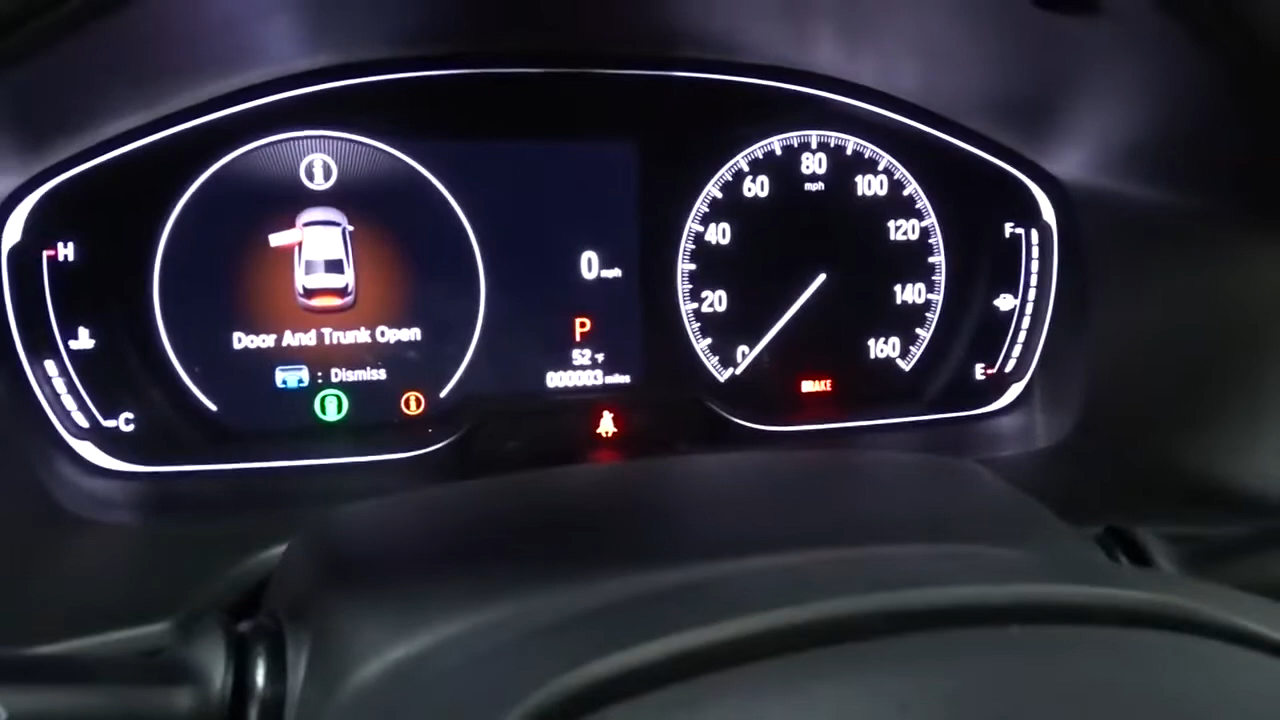 H
C
i
Door And Trunk Open
: Dismiss
i
0 mph
P
52 °F
000003 miles
0
20
40
60
80
mph
100
120
140
160
BRAKE
F
E